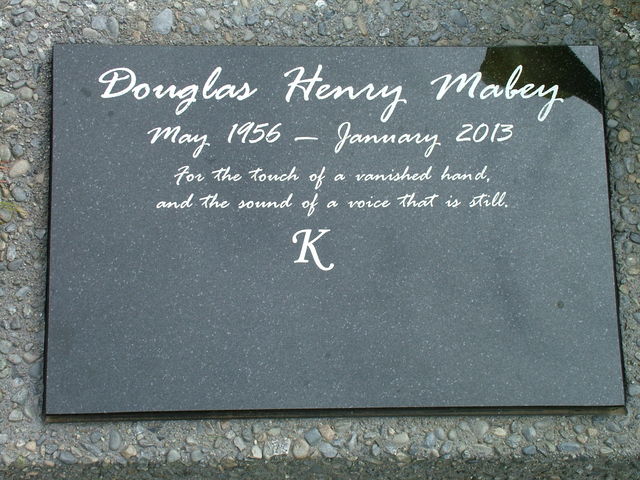 Douglas Henry Mabey
May 1956 – January 2013
For the touch of a vanished hand,
and the sound of a voice that is still.
K